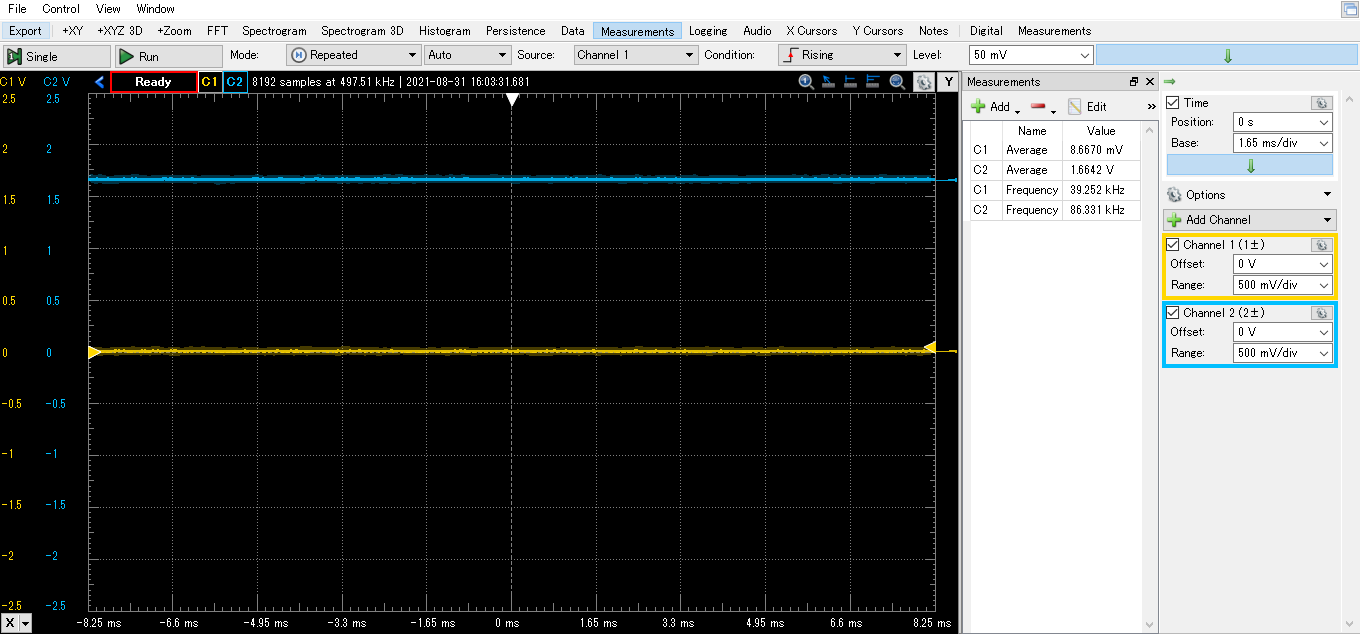 File Control View Window
Export +XY +XYZ 3D +Zoom FFT Spectrogram Spectrogram 3D Histogram Persistence Data Measurements Logging Audio X Cursors Y Cursors Notes Digital Measurements
Single Run Mode: Repeated Auto Source: Channel 1 Condition: Rising Level: 50 mV
C1 V C2 V Ready C1 C2 8192 samples at 497.51 kHz | 2021-08-31 16:03:31.681 Y
2.5 2.5
2 2
1.5 1.5
1 1
0.5 0.5
0 0
-0.5 -0.5
-1 -1
-1.5 -1.5
-2 -2
-2.5 -2.5
X -8.25 ms -6.6 ms -4.95 ms -3.3 ms -1.65 ms 0 ms 1.65 ms 3.3 ms 4.95 ms 6.6 ms 8.25 ms
Measurements
Add Edit »
Name Value
C1 Average 8.6670 mV
C2 Average 1.6642 V
C1 Frequency 39.252 kHz
C2 Frequency 86.331 kHz
Time
Position: 0 s
Base: 1.65 ms/div
Options
Add Channel
Channel 1 (1±)
Offset: 0 V
Range: 500 mV/div
Channel 2 (2±)
Offset: 0 V
Range: 500 mV/div